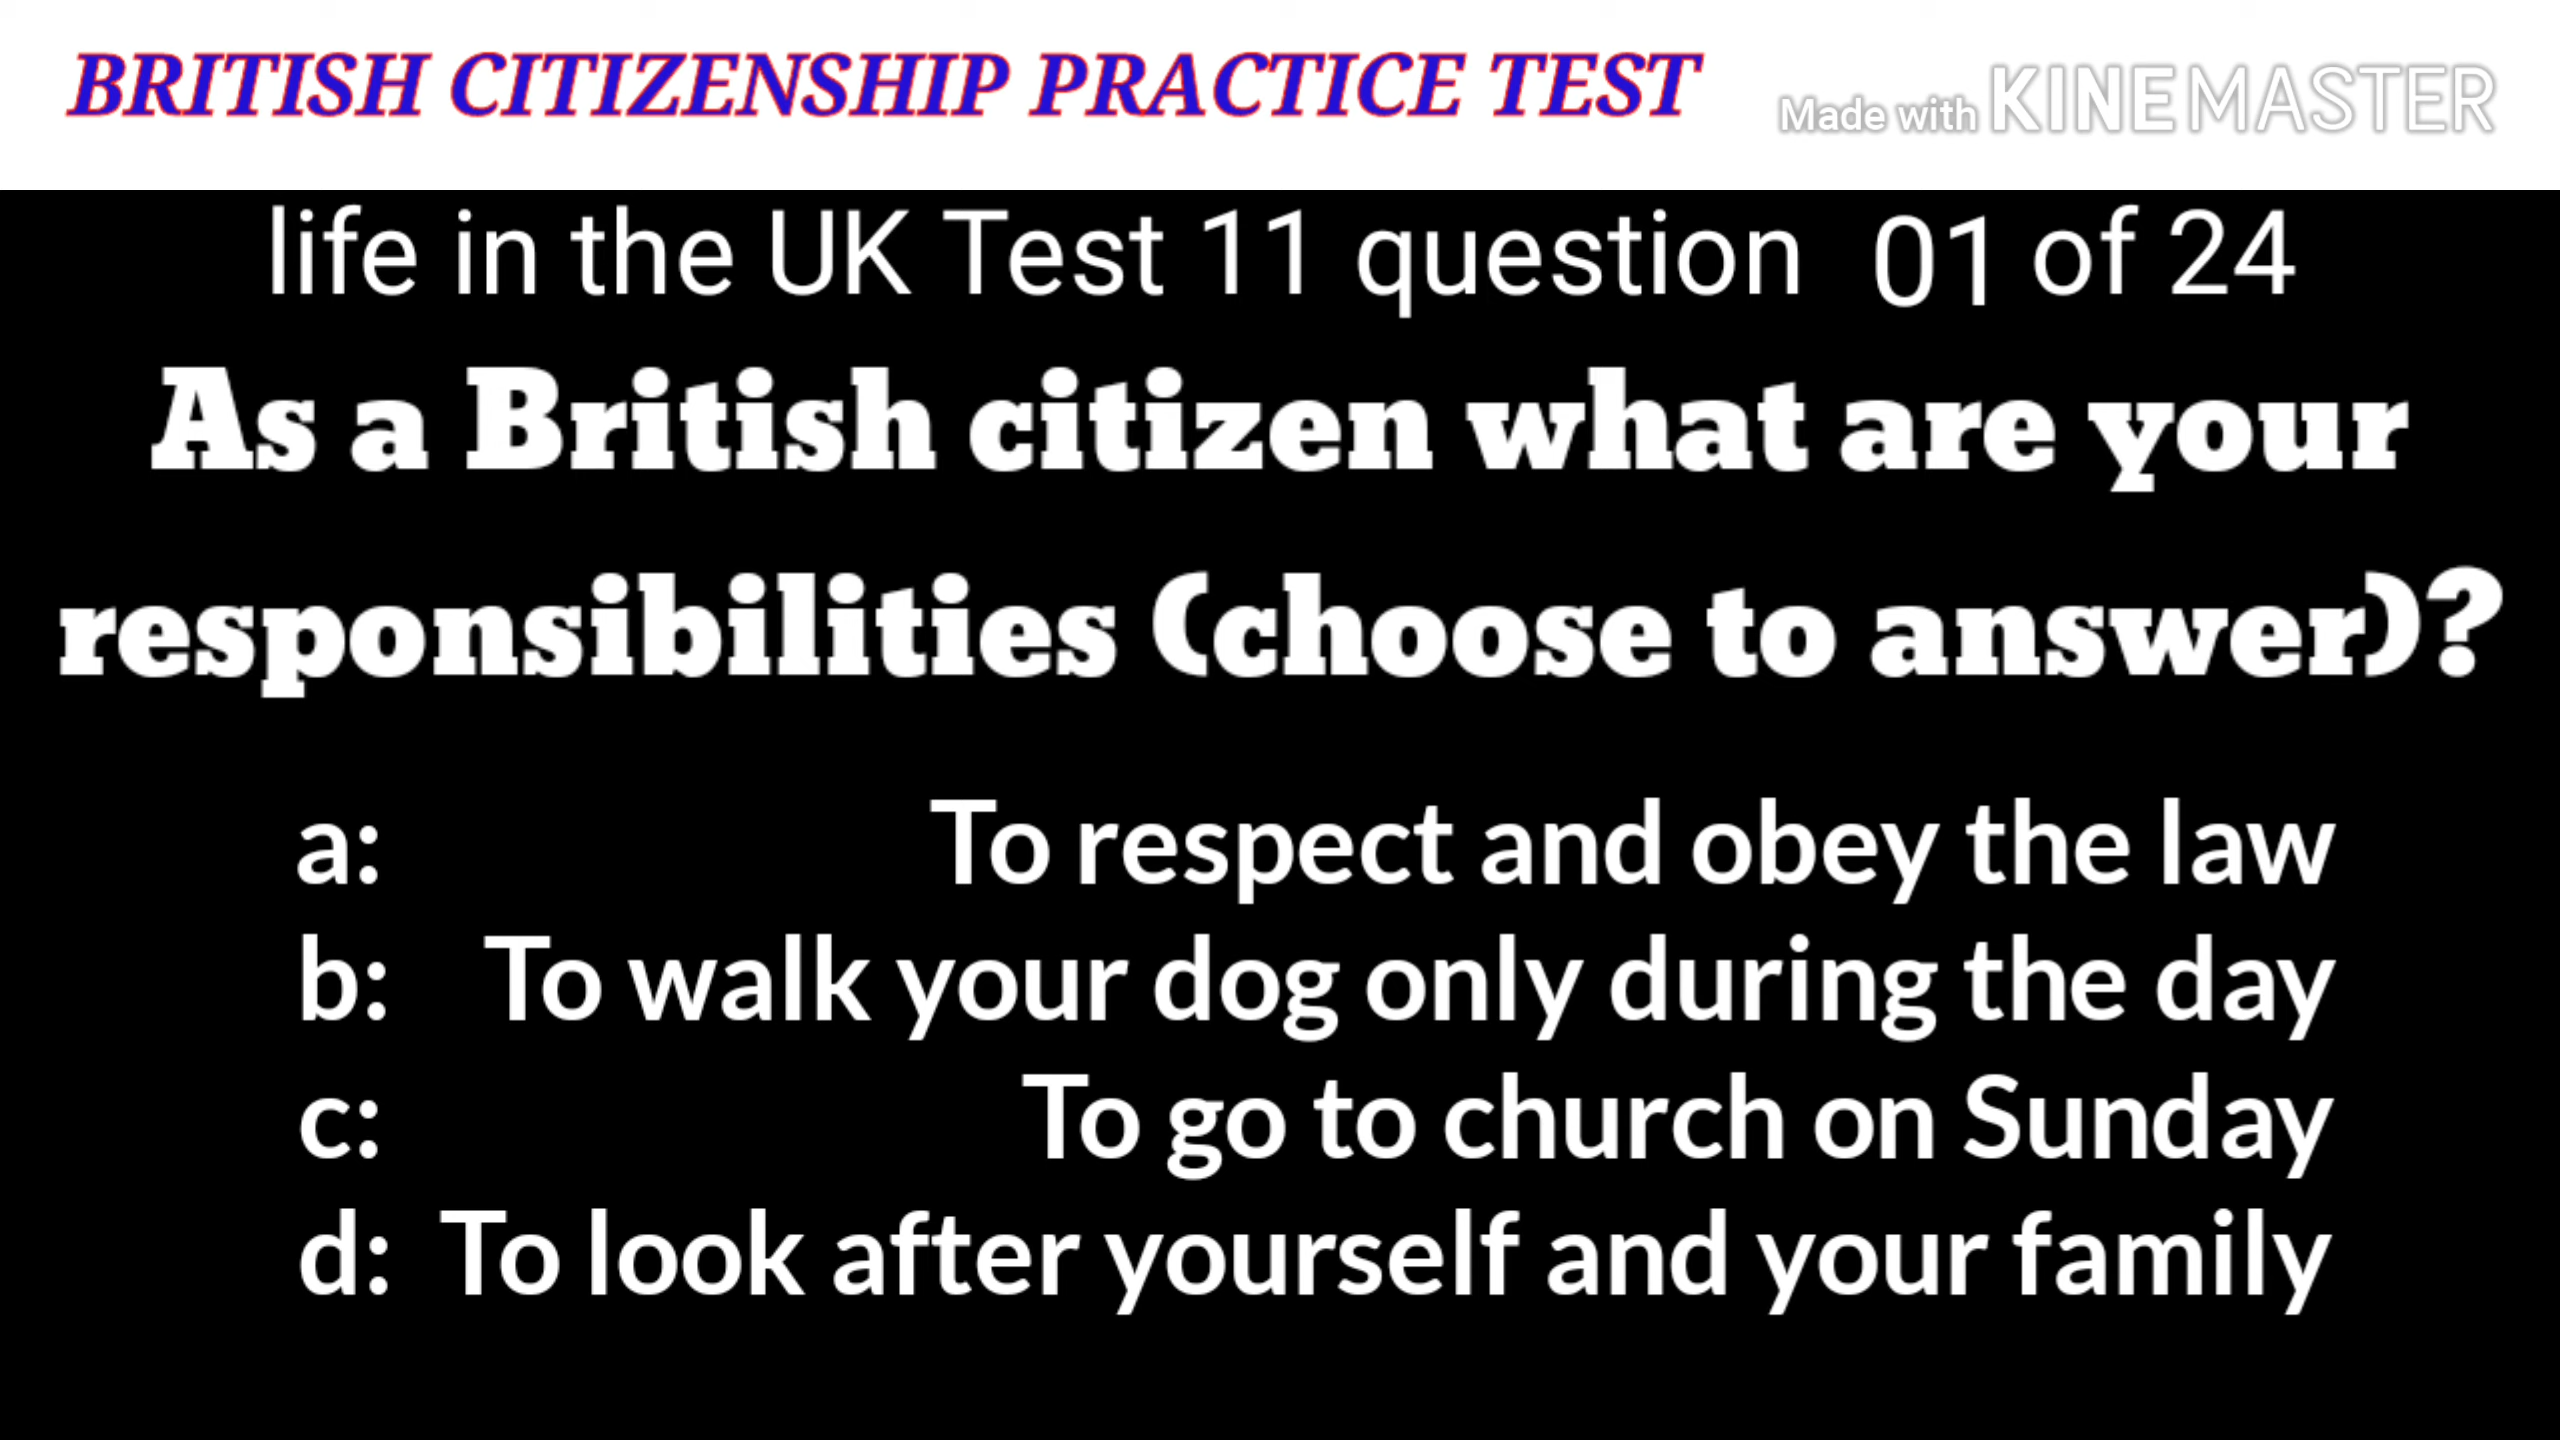 BRITISH CITIZENSHIP PRACTICE TEST
Made with KINEMASTER
life in the UK Test 11 question 01 of 24
As a British citizen what are your
responsibilities (choose to answer)?
a: To respect and obey the law
b: To walk your dog only during the day
c: To go to church on Sunday
d: To look after yourself and your family